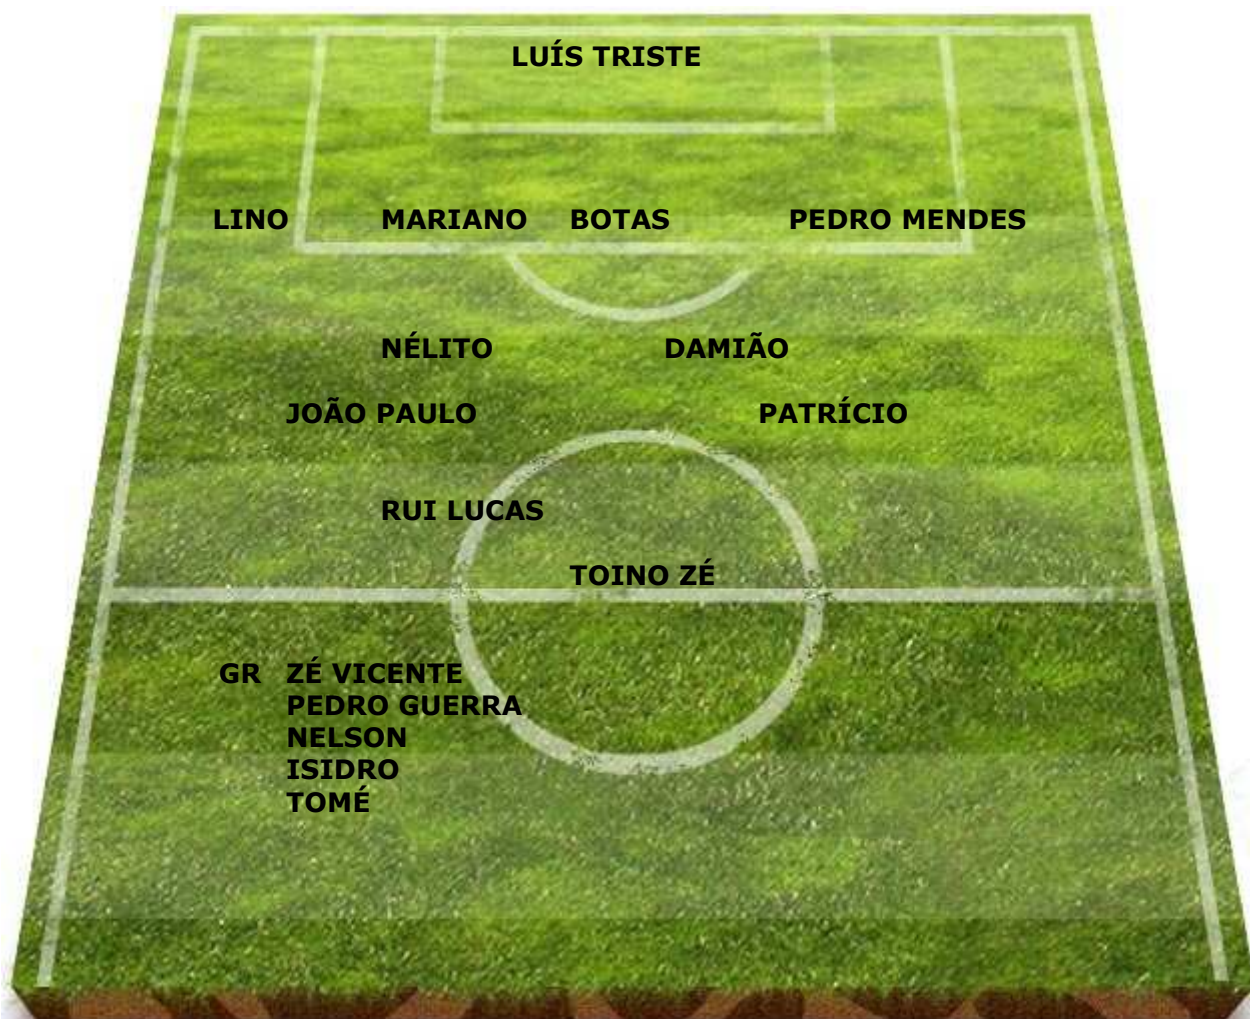 LUÍS TRISTE
LINO MARIANO BOTAS PEDRO MENDES
NÉLITO DAMIÃO
JOÃO PAULO PATRÍCIO
RUI LUCAS
TOINO ZÉ
GR ZÉ VICENTE
PEDRO GUERRA
NELSON
ISIDRO
TOMÉ